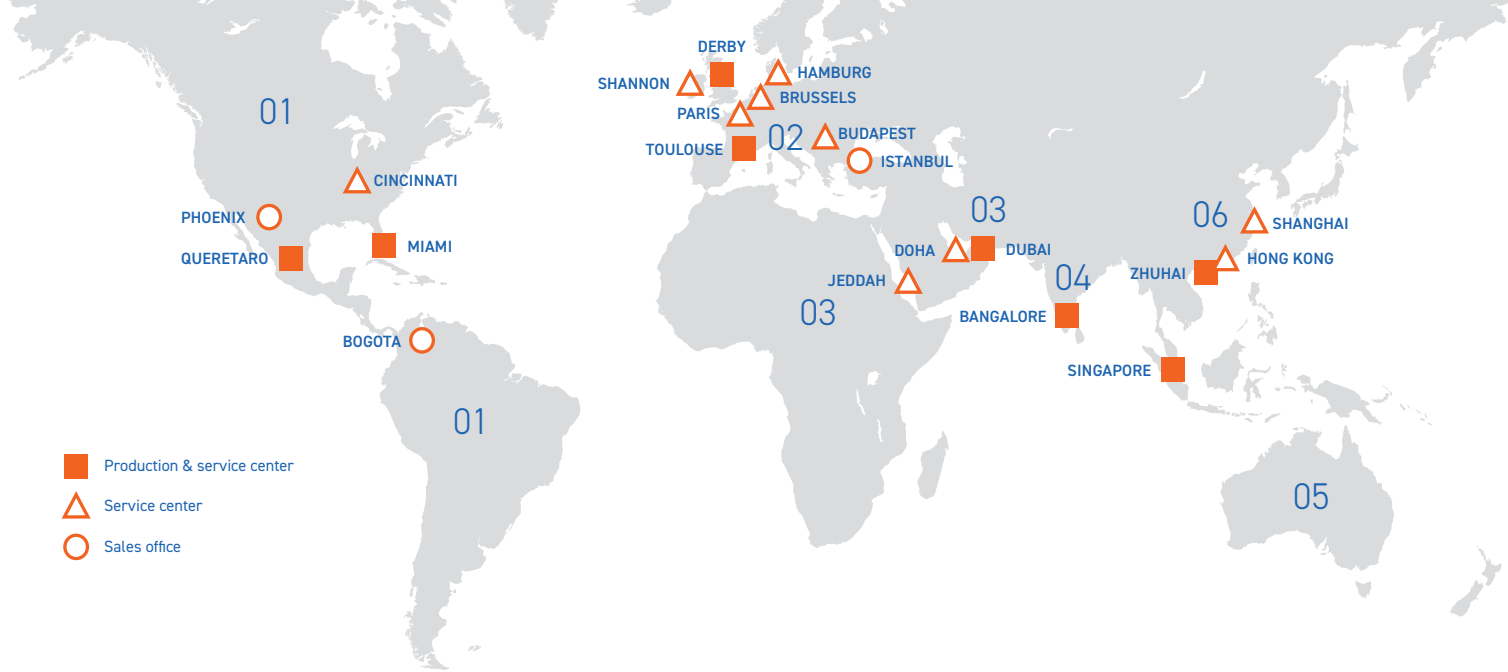 DERBY
SHANNON
HAMBURG
BRUSSELS
PARIS
01
02
BUDAPEST
TOULOUSE
ISTANBUL
CINCINNATI
PHOENIX
03
06
SHANGHAI
QUERETARO
MIAMI
DOHA
DUBAI
HONG KONG
JEDDAH
04
ZHUHAI
03
BANGALORE
BOGOTA
SINGAPORE
01
Production & service center
05
Service center
Sales office